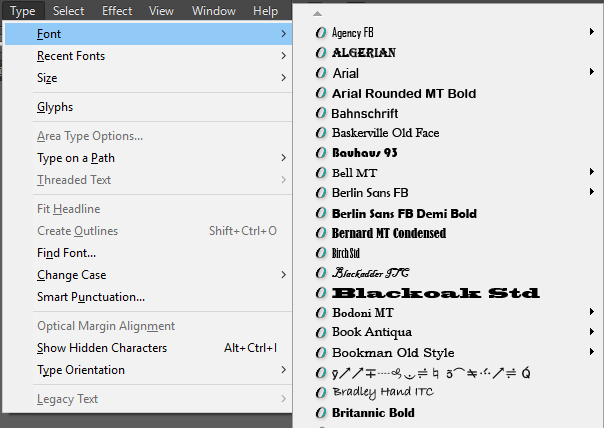 Type Select Effect View Window Help
Font
Recent Fonts
Size
Glyphs
Area Type Options...
Type on a Path
Threaded Text
Fit Headline
Create Outlines Shift+Ctrl+O
Find Font...
Change Case
Smart Punctuation...
Optical Margin Alignment
Show Hidden Characters Alt+Ctrl+I
Type Orientation
Legacy Text
Agency FB
ALGERIAN
Arial
Arial Rounded MT Bold
Bahnschrift
Baskerville Old Face
Bauhaus 93
Bell MT
Berlin Sans FB
Berlin Sans FB Demi Bold
Bernard MT Condensed
Birch Std
Blackadder ITC
Blackoak Std
Bodoni MT
Book Antiqua
Bookman Old Style
Bradley Hand ITC
Britannic Bold